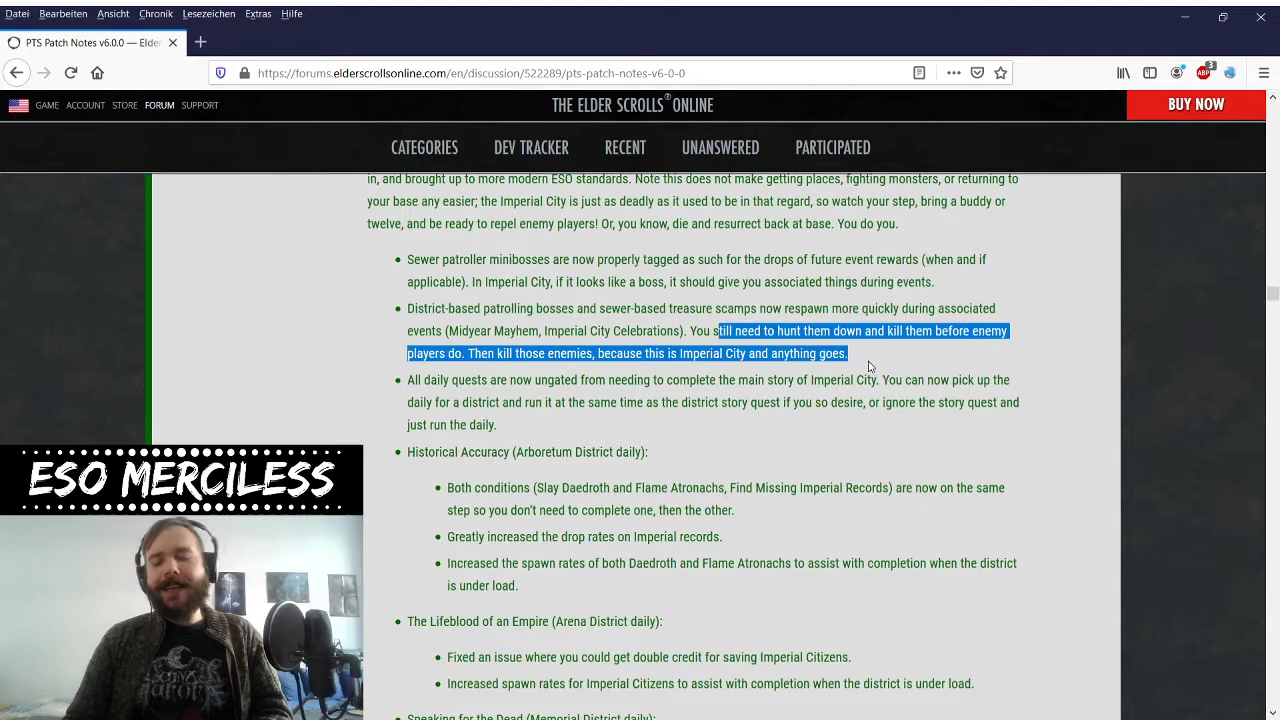 Datei Bearbeiten Ansicht Chronik Lesezeichen Extras Hilfe
PTS Patch Notes v6.0.0 — Elder
https://forums.elderscrollsonline.com/en/discussion/522289/pts-patch-notes-v6-0-0
ABP 3
GAME ACCOUNT STORE FORUM SUPPORT
THE ELDER SCROLLS® ONLINE
BUY NOW
CATEGORIES DEV TRACKER RECENT UNANSWERED PARTICIPATED
in, and brought up to more modern ESO standards. Note this does not make getting places, fighting monsters, or returning to
your base any easier; the Imperial City is just as deadly as it used to be in that regard, so watch your step, bring a buddy or
twelve, and be ready to repel enemy players! Or, you know, die and resurrect back at base. You do you.
• Sewer patroller minibosses are now properly tagged as such for the drops of future event rewards (when and if
applicable). In Imperial City, if it looks like a boss, it should give you associated things during events.
• District-based patrolling bosses and sewer-based treasure scamps now respawn more quickly during associated
events (Midyear Mayhem, Imperial City Celebrations). You still need to hunt them down and kill them before enemy
players do. Then kill those enemies, because this is Imperial City and anything goes.
• All daily quests are now ungated from needing to complete the main story of Imperial City. You can now pick up the
daily for a district and run it at the same time as the district story quest if you so desire, or ignore the story quest and
just run the daily.
• Historical Accuracy (Arboretum District daily):
• Both conditions (Slay Daedroth and Flame Atronachs, Find Missing Imperial Records) are now on the same
step so you don’t need to complete one, then the other.
• Greatly increased the drop rates on Imperial records.
• Increased the spawn rates of both Daedroth and Flame Atronachs to assist with completion when the district
is under load.
• The Lifeblood of an Empire (Arena District daily):
• Fixed an issue where you could get double credit for saving Imperial Citizens.
• Increased spawn rates for Imperial Citizens to assist with completion when the district is under load.
• Speaking for the Dead (Memorial District daily):
ESO MERCILESS